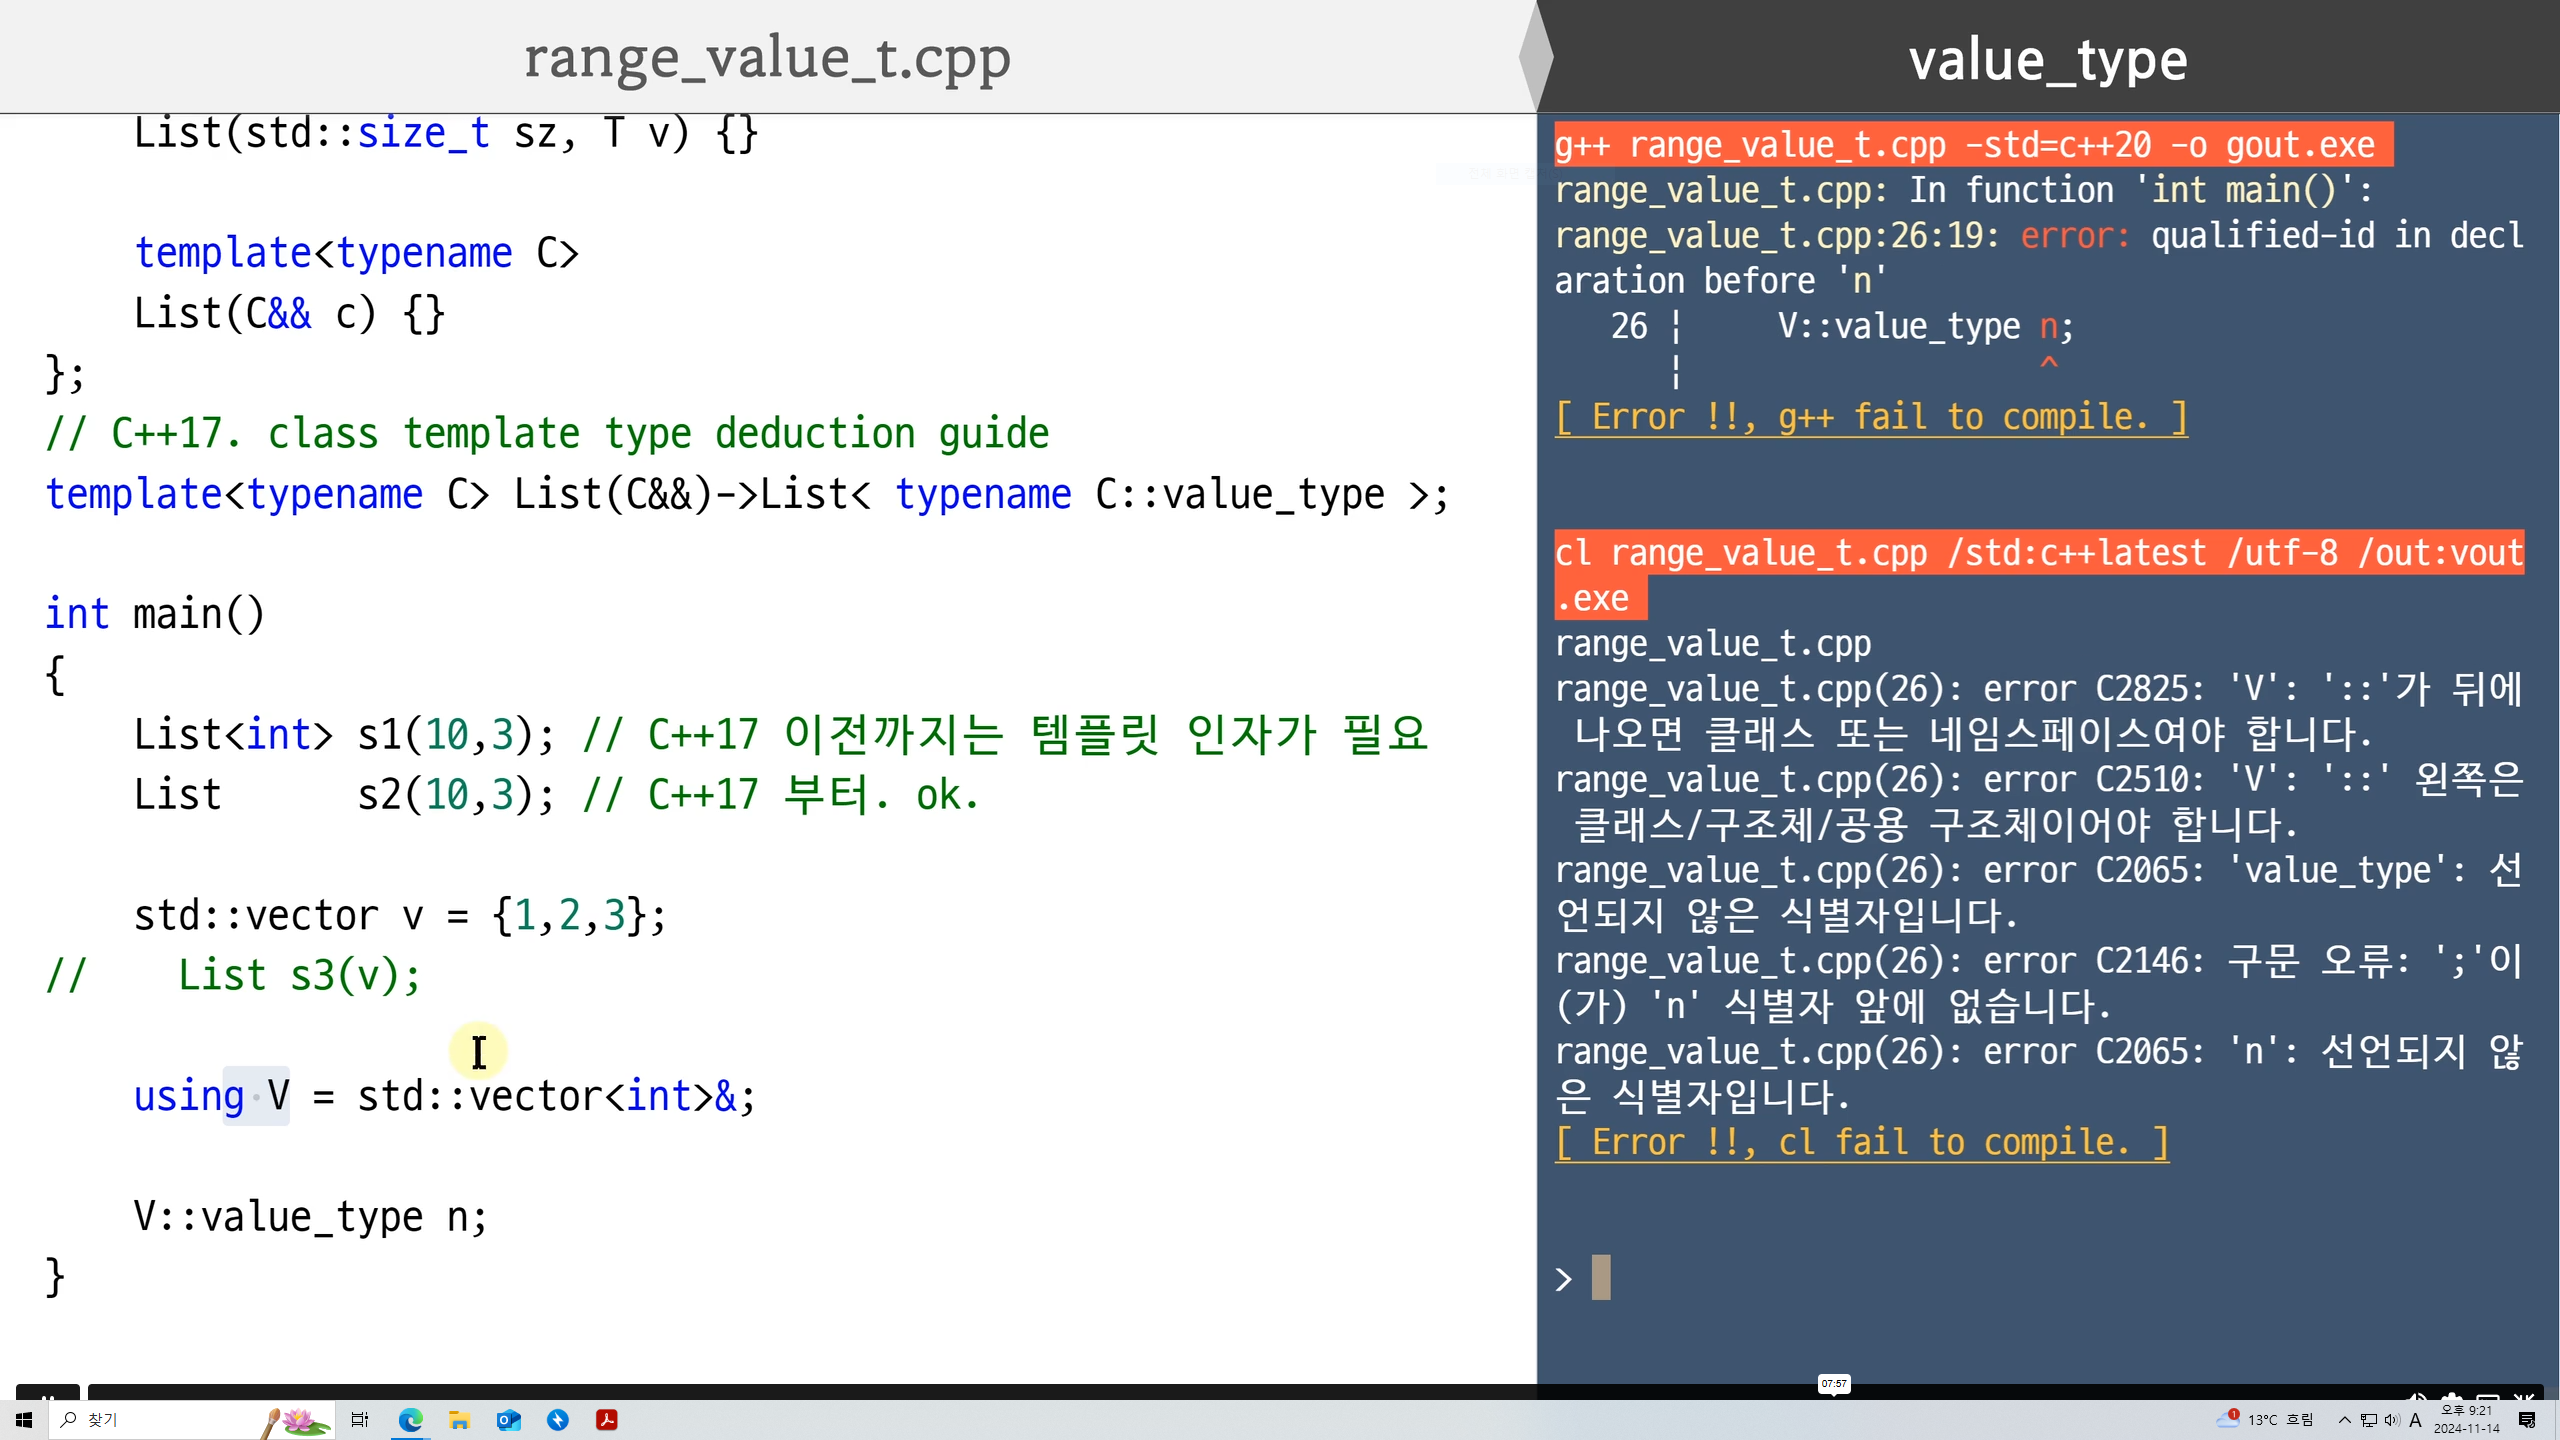 range_value_t.cpp
value_type
    List(std::size_t sz, T v) {}
    template<typename C>
    List(C&& c) {}
};
// C++17. class template type deduction guide
template<typename C> List(C&&)->List< typename C::value_type >;
int main()
{
    List<int> s1(10,3); // C++17 이전까지는 템플릿 인자가 필요
    List      s2(10,3); // C++17 부터. ok.
    std::vector v = {1,2,3};
//    List s3(v);
    using V = std::vector<int>&;
    V::value_type n;
}
g++ range_value_t.cpp -std=c++20 -o gout.exe
range_value_t.cpp: In function 'int main()':
range_value_t.cpp:26:19: error: qualified-id in decl
aration before 'n'
   26 |     V::value_type n;
      |                   ^
[ Error !!, g++ fail to compile. ]
cl range_value_t.cpp /std:c++latest /utf-8 /out:vout
.exe
range_value_t.cpp
range_value_t.cpp(26): error C2825: 'V': '::'가 뒤에
 나오면 클래스 또는 네임스페이스여야 합니다.
range_value_t.cpp(26): error C2510: 'V': '::' 왼쪽은
 클래스/구조체/공용 구조체이어야 합니다.
range_value_t.cpp(26): error C2065: 'value_type': 선
언되지 않은 식별자입니다.
range_value_t.cpp(26): error C2146: 구문 오류: ';'이
(가) 'n' 식별자 앞에 없습니다.
range_value_t.cpp(26): error C2065: 'n': 선언되지 않
은 식별자입니다.
[ Error !!, cl fail to compile. ]
>
07:57
찾기
1
13°C 흐림
A
오후 9:21
2024-11-14